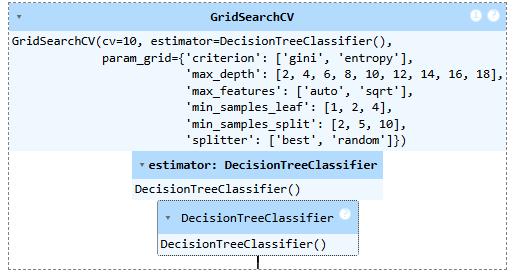 GridSearchCV
GridSearchCV(cv=10, estimator=DecisionTreeClassifier(),
param_grid={'criterion': ['gini', 'entropy'],
'max_depth': [2, 4, 6, 8, 10, 12, 14, 16, 18],
'max_features': ['auto', 'sqrt'],
'min_samples_leaf': [1, 2, 4],
'min_samples_split': [2, 5, 10],
'splitter': ['best', 'random']})
estimator: DecisionTreeClassifier
DecisionTreeClassifier()
DecisionTreeClassifier
DecisionTreeClassifier()